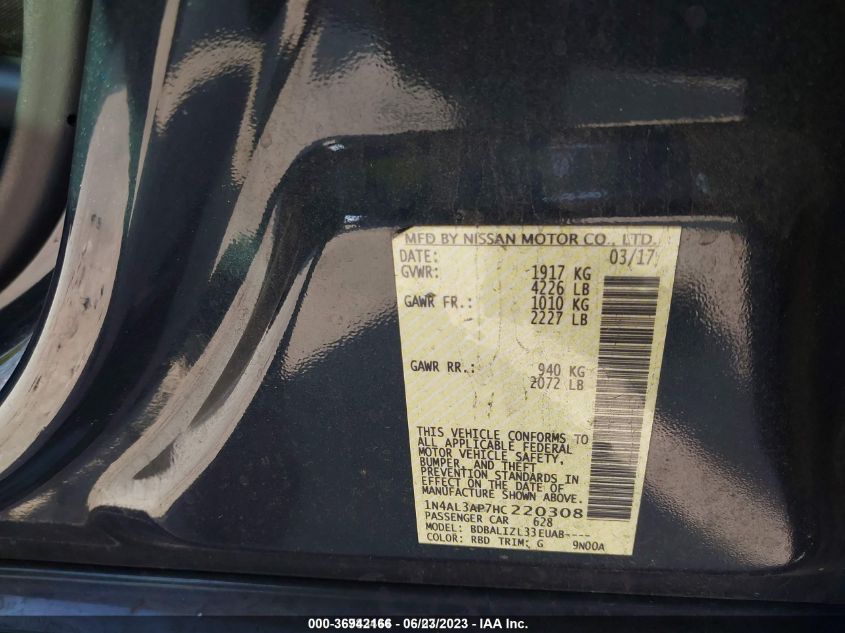 MFD BY NISSAN MOTOR CO., LTD.
DATE: 03/17
GVWR: 1917 KG
4226 LB
GAWR FR.: 1010 KG
2227 LB
GAWR RR.: 940 KG
2072 LB
THIS VEHICLE CONFORMS TO
ALL APPLICABLE FEDERAL
MOTOR VEHICLE SAFETY,
BUMPER, AND THEFT
PREVENTION STANDARDS IN
EFFECT ON THE DATE OF
MANUFACTURE SHOWN ABOVE.
1N4AL3AP7HC220308
PASSENGER CAR 628
MODEL: BDBALIZL33EUAB----
COLOR: RBD TRIM: G 9N00A
000-36942166 - 06/23/2023 - IAA Inc.